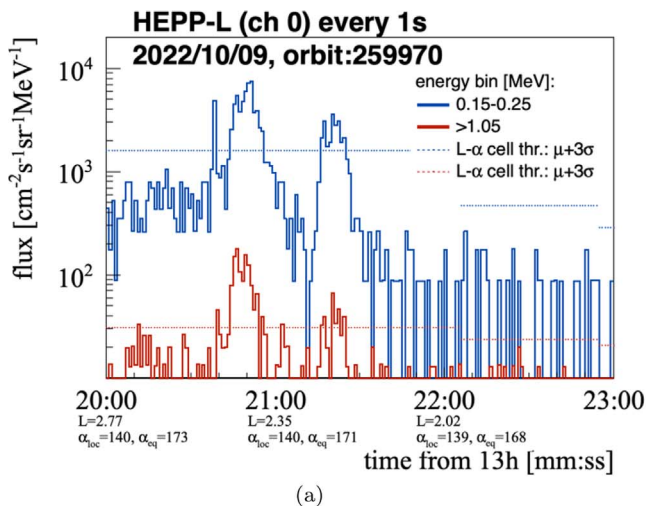 HEPP-L (ch 0) every 1s
2022/10/09, orbit:259970
energy bin [MeV]:
0.15-0.25
>1.05
L-α cell thr.: μ+3σ
L-α cell thr.: μ+3σ
flux [cm⁻²s⁻¹sr⁻¹MeV⁻¹]
10⁴
10³
10²
20:00 21:00 22:00 23:00
L=2.77 L=2.35 L=2.02
α_loc=140, α_eq=173 α_loc=140, α_eq=171 α_loc=139, α_eq=168
time from 13h [mm:ss]
(a)